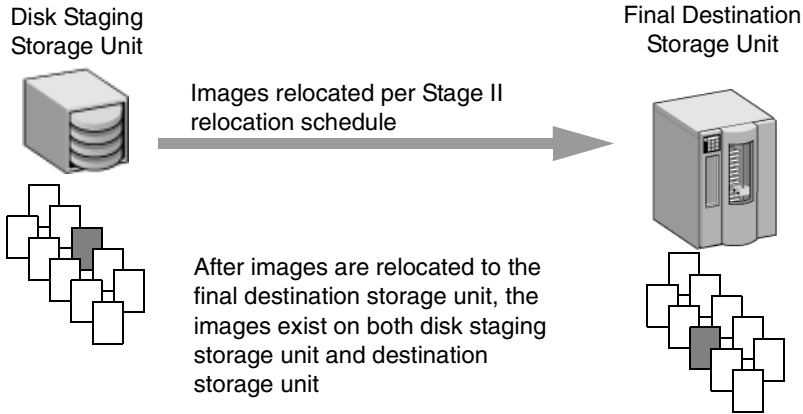 Disk Staging
Storage Unit
Final Destination
Storage Unit
Images relocated per Stage II
relocation schedule
After images are relocated to the
final destination storage unit, the
images exist on both disk staging
storage unit and destination
storage unit